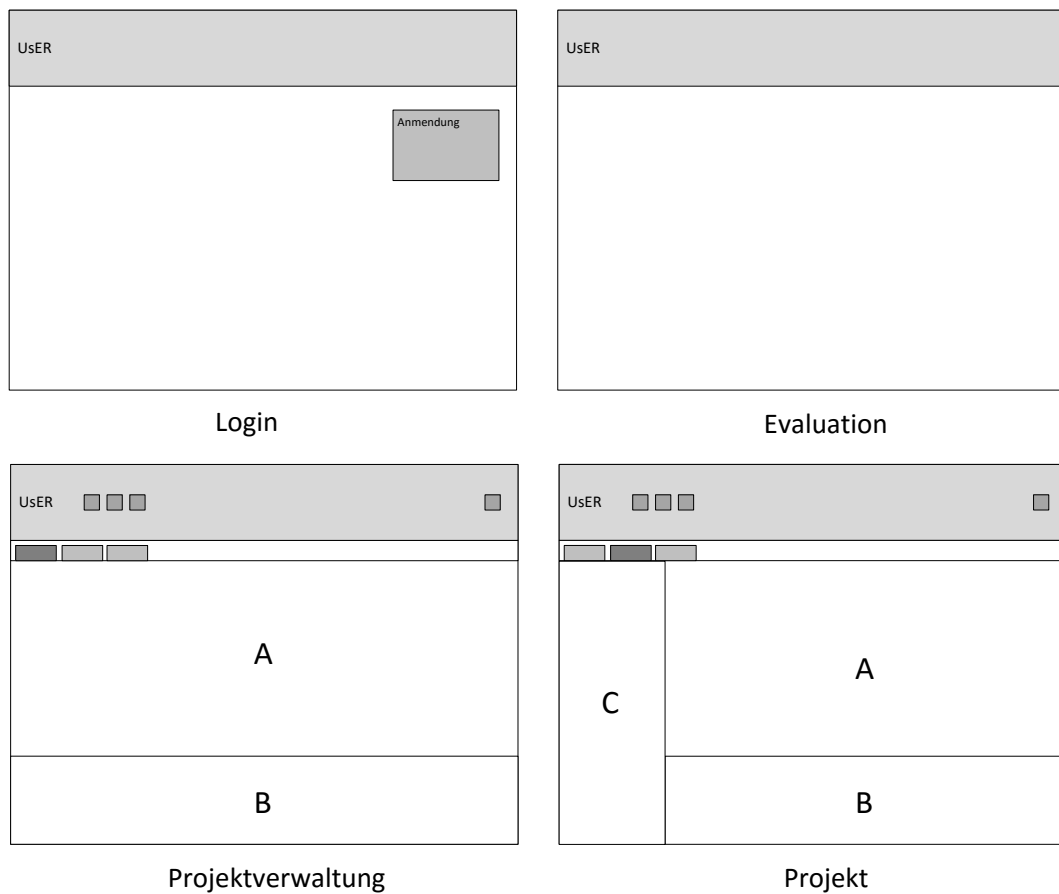 UsER
UsER
Anmendung
Login
Evaluation
UsER
UsER
A
A
C
B
B
Projektverwaltung
Projekt